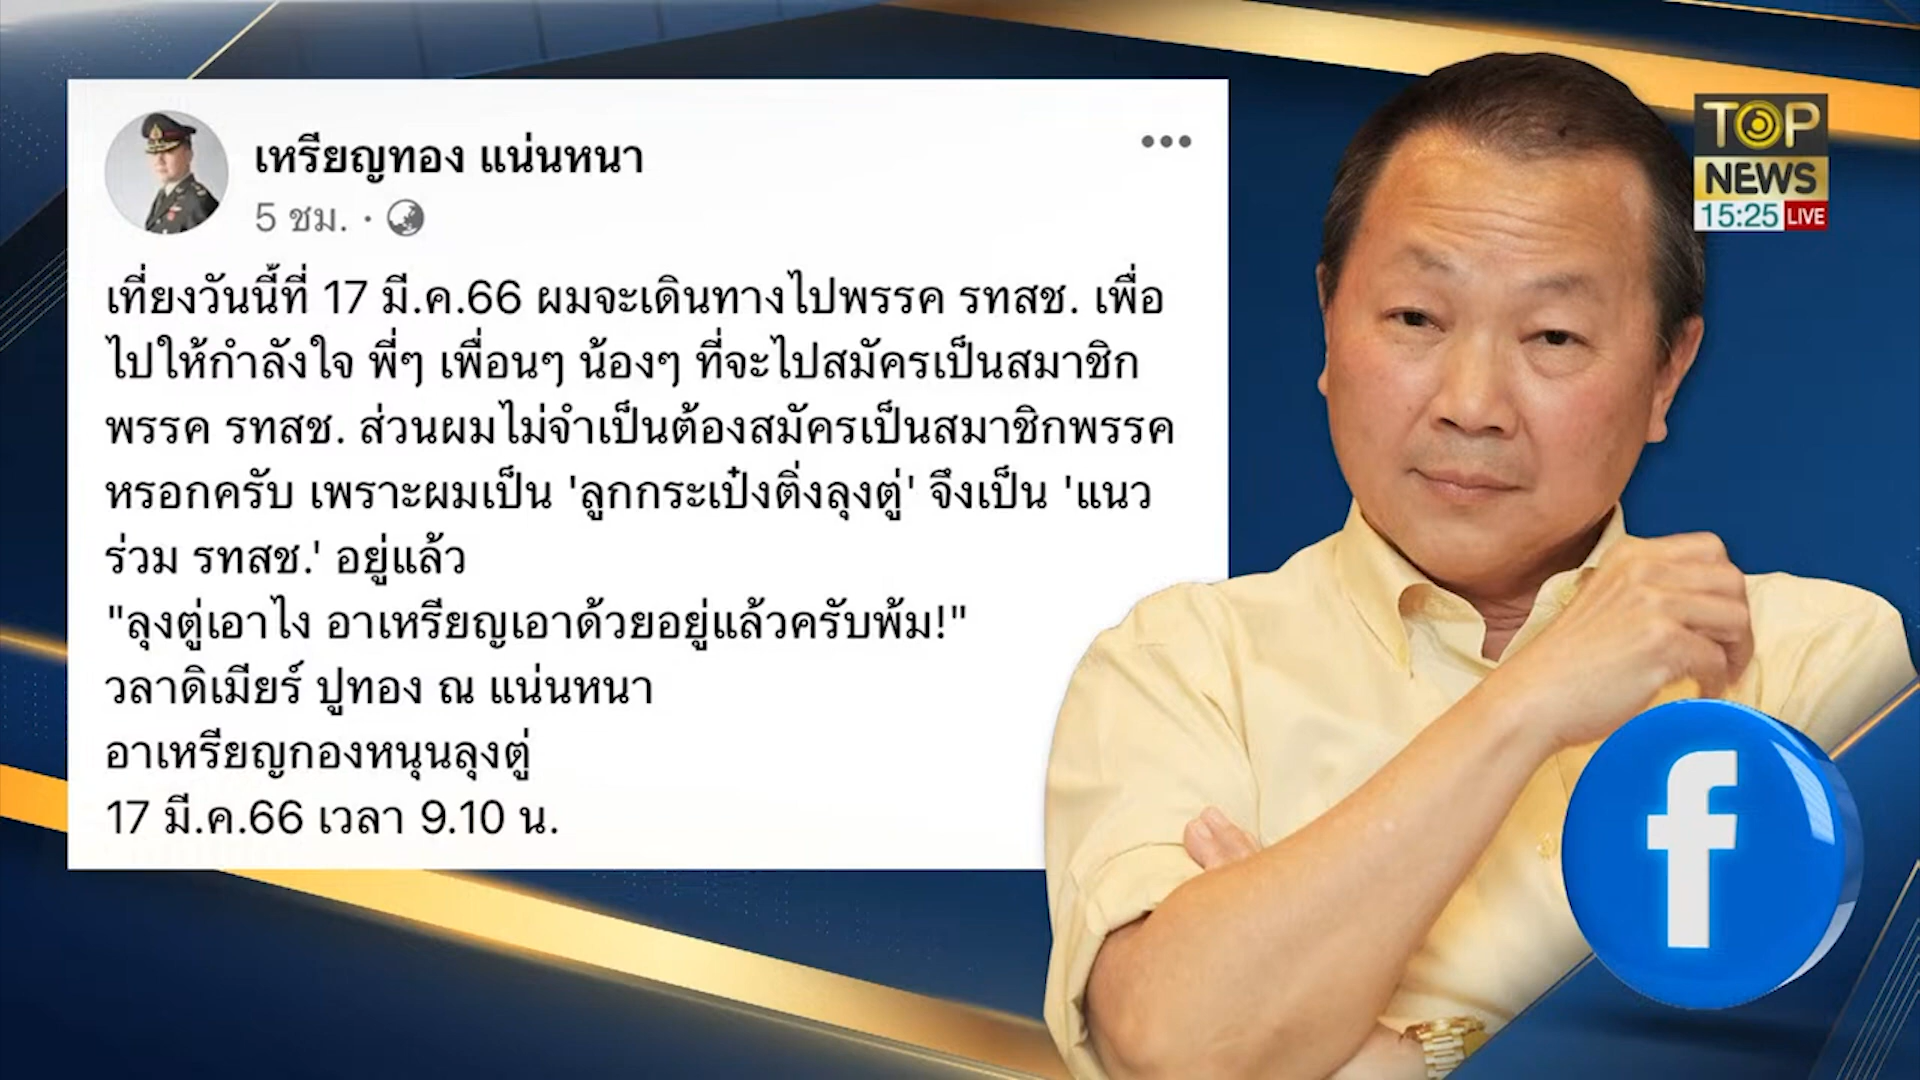 เหรียญทอง แน่นหนา
5 ชม. ·
เที่ยงวันนี้ที่ 17 มี.ค.66 ผมจะเดินทางไปพรรค รทสช. เพื่อ
ไปให้กำลังใจ พี่ๆ เพื่อนๆ น้องๆ ที่จะไปสมัครเป็นสมาชิก
พรรค รทสช. ส่วนผมไม่จำเป็นต้องสมัครเป็นสมาชิกพรรค
หรอกครับ เพราะผมเป็น 'ลูกกระเป๋งติ่งลุงตู่' จึงเป็น 'แนว
ร่วม รทสช.' อยู่แล้ว
"ลุงตู่เอาไง อาเหรียญเอาด้วยอยู่แล้วครับพ้ม!"
วลาดิเมียร์ ปูทอง ณ แน่นหนา
อาเหรียญกองหนุนลุงตู่
17 มี.ค.66 เวลา 9.10 น.
TOP
NEWS
15:25 LIVE
f